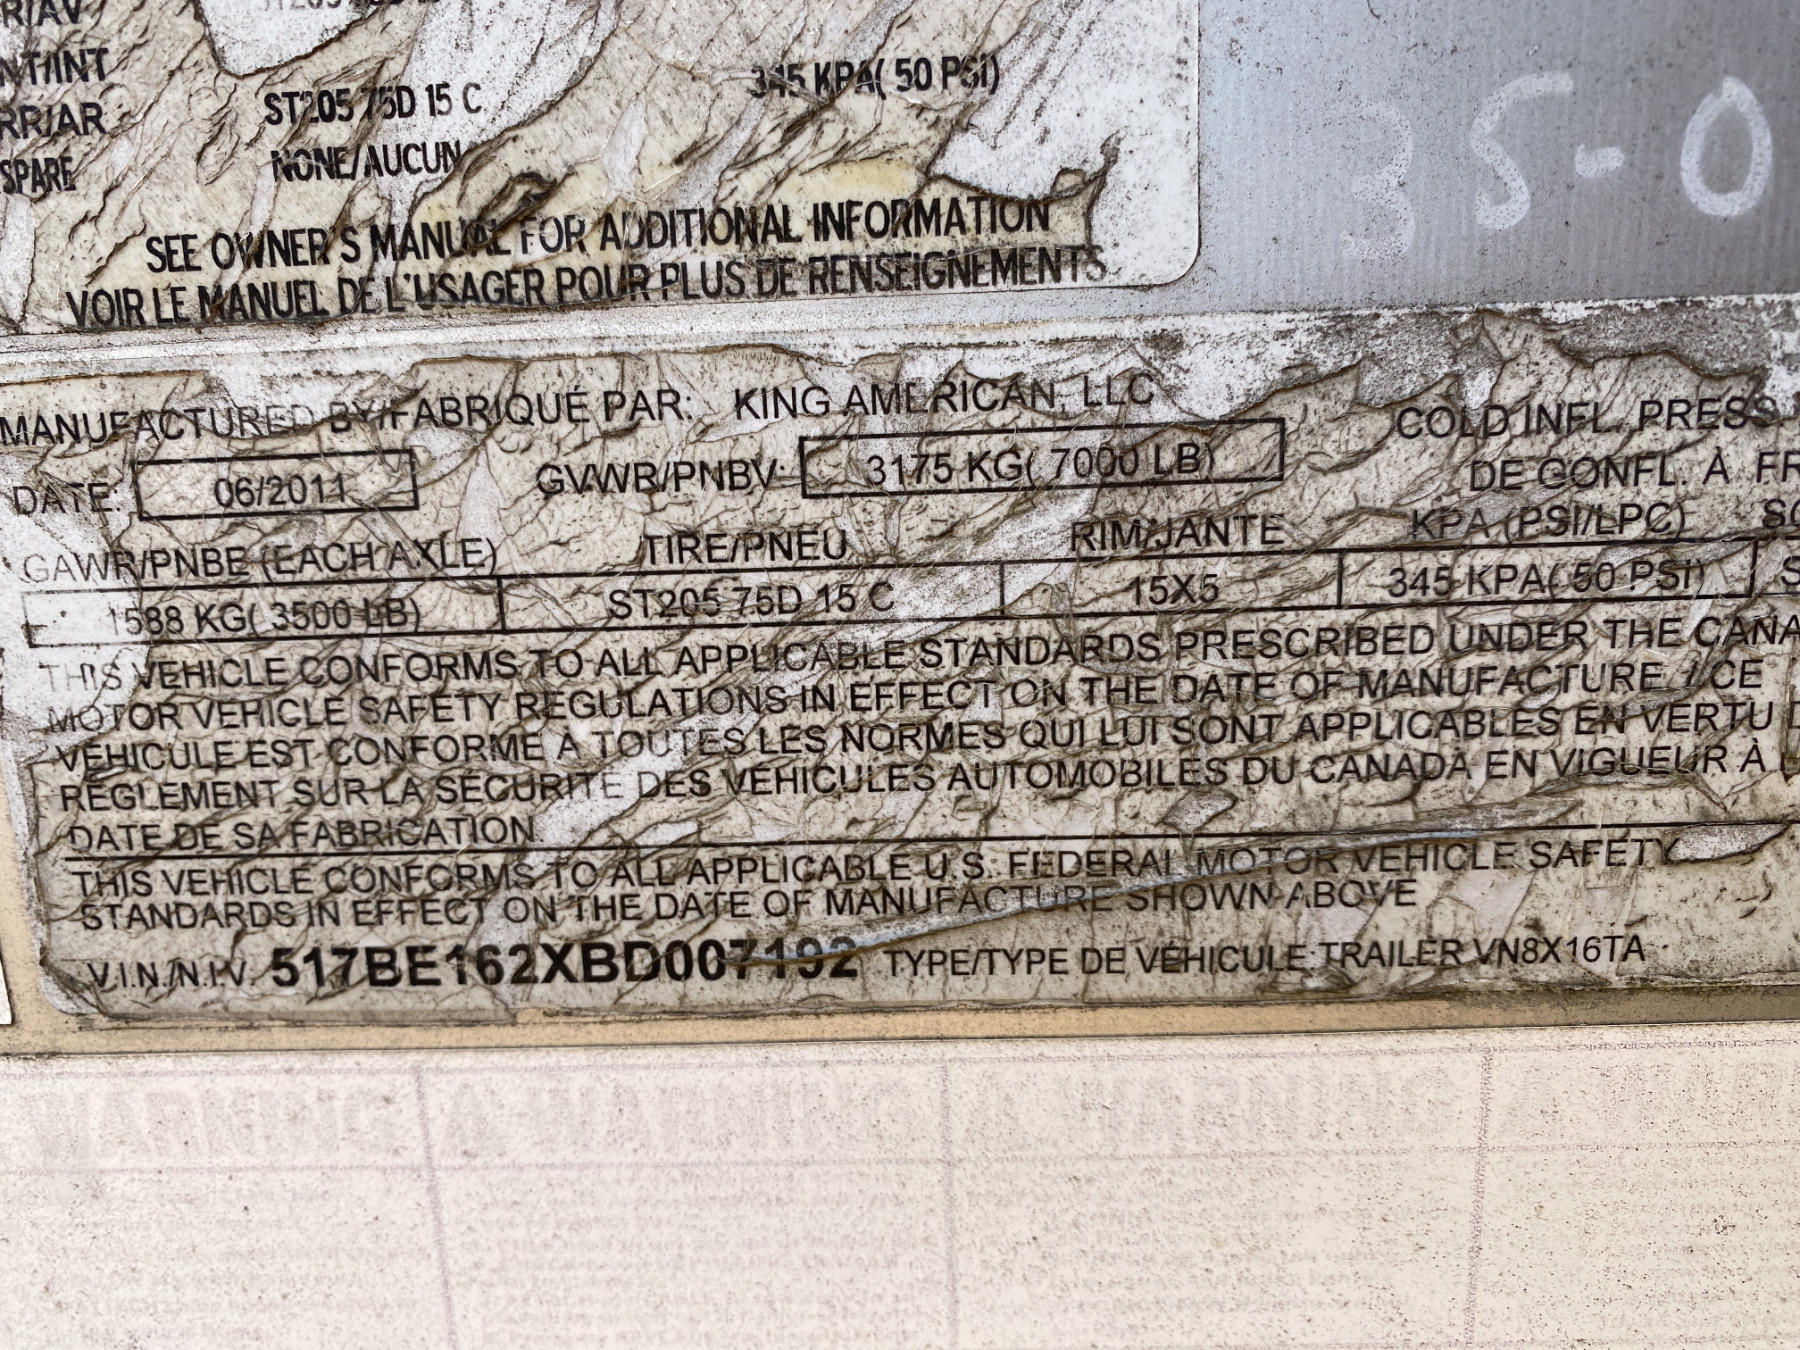 RIAV
NT/INT
345 KPA( 50 PSI)
RR/AR
ST205 75D 15 C
SPARE NONE/AUCUN
35-0
SEE OWNER'S MANUAL FOR ADDITIONAL INFORMATION
VOIR LE MANUEL DE L'USAGER POUR PLUS DE RENSEIGNEMENTS
MANUFACTURED BY/FABRIQUÉ PAR: KING AMERICAN, LLC
COLD INFL. PRESS.
DATE: 06/2011 GVWR/PNBV: 3175 KG( 7000 LB) DE GONFL. À FR
GAWR/PNBE (EACH AXLE) TIRE/PNEU RIM/JANTE KPA (PSI/LPC)
1588 KG( 3500 LB) ST205 75D 15 C 15X5 345 KPA( 50 PSI) S
THIS VEHICLE CONFORMS TO ALL APPLICABLE STANDARDS PRESCRIBED UNDER THE CANA
MOTOR VEHICLE SAFETY REGULATIONS IN EFFECT ON THE DATE OF MANUFACTURE / CE
VÉHICULE EST CONFORME À TOUTES LES NORMES QUI LUI SONT APPLICABLES EN VERTU D
RÈGLEMENT SUR LA SÉCURITÉ DES VÉHICULES AUTOMOBILES DU CANADA EN VIGUEUR À
DATE DE SA FABRICATION
THIS VEHICLE CONFORMS TO ALL APPLICABLE U.S. FEDERAL MOTOR VEHICLE SAFETY
STANDARDS IN EFFECT ON THE DATE OF MANUFACTURE SHOWN ABOVE
V.I.N./N.I.V. 517BE162XBD007192 TYPE/TYPE DE VÉHICULE: TRAILER VN8X16TA
WARNING WARNING WARNING